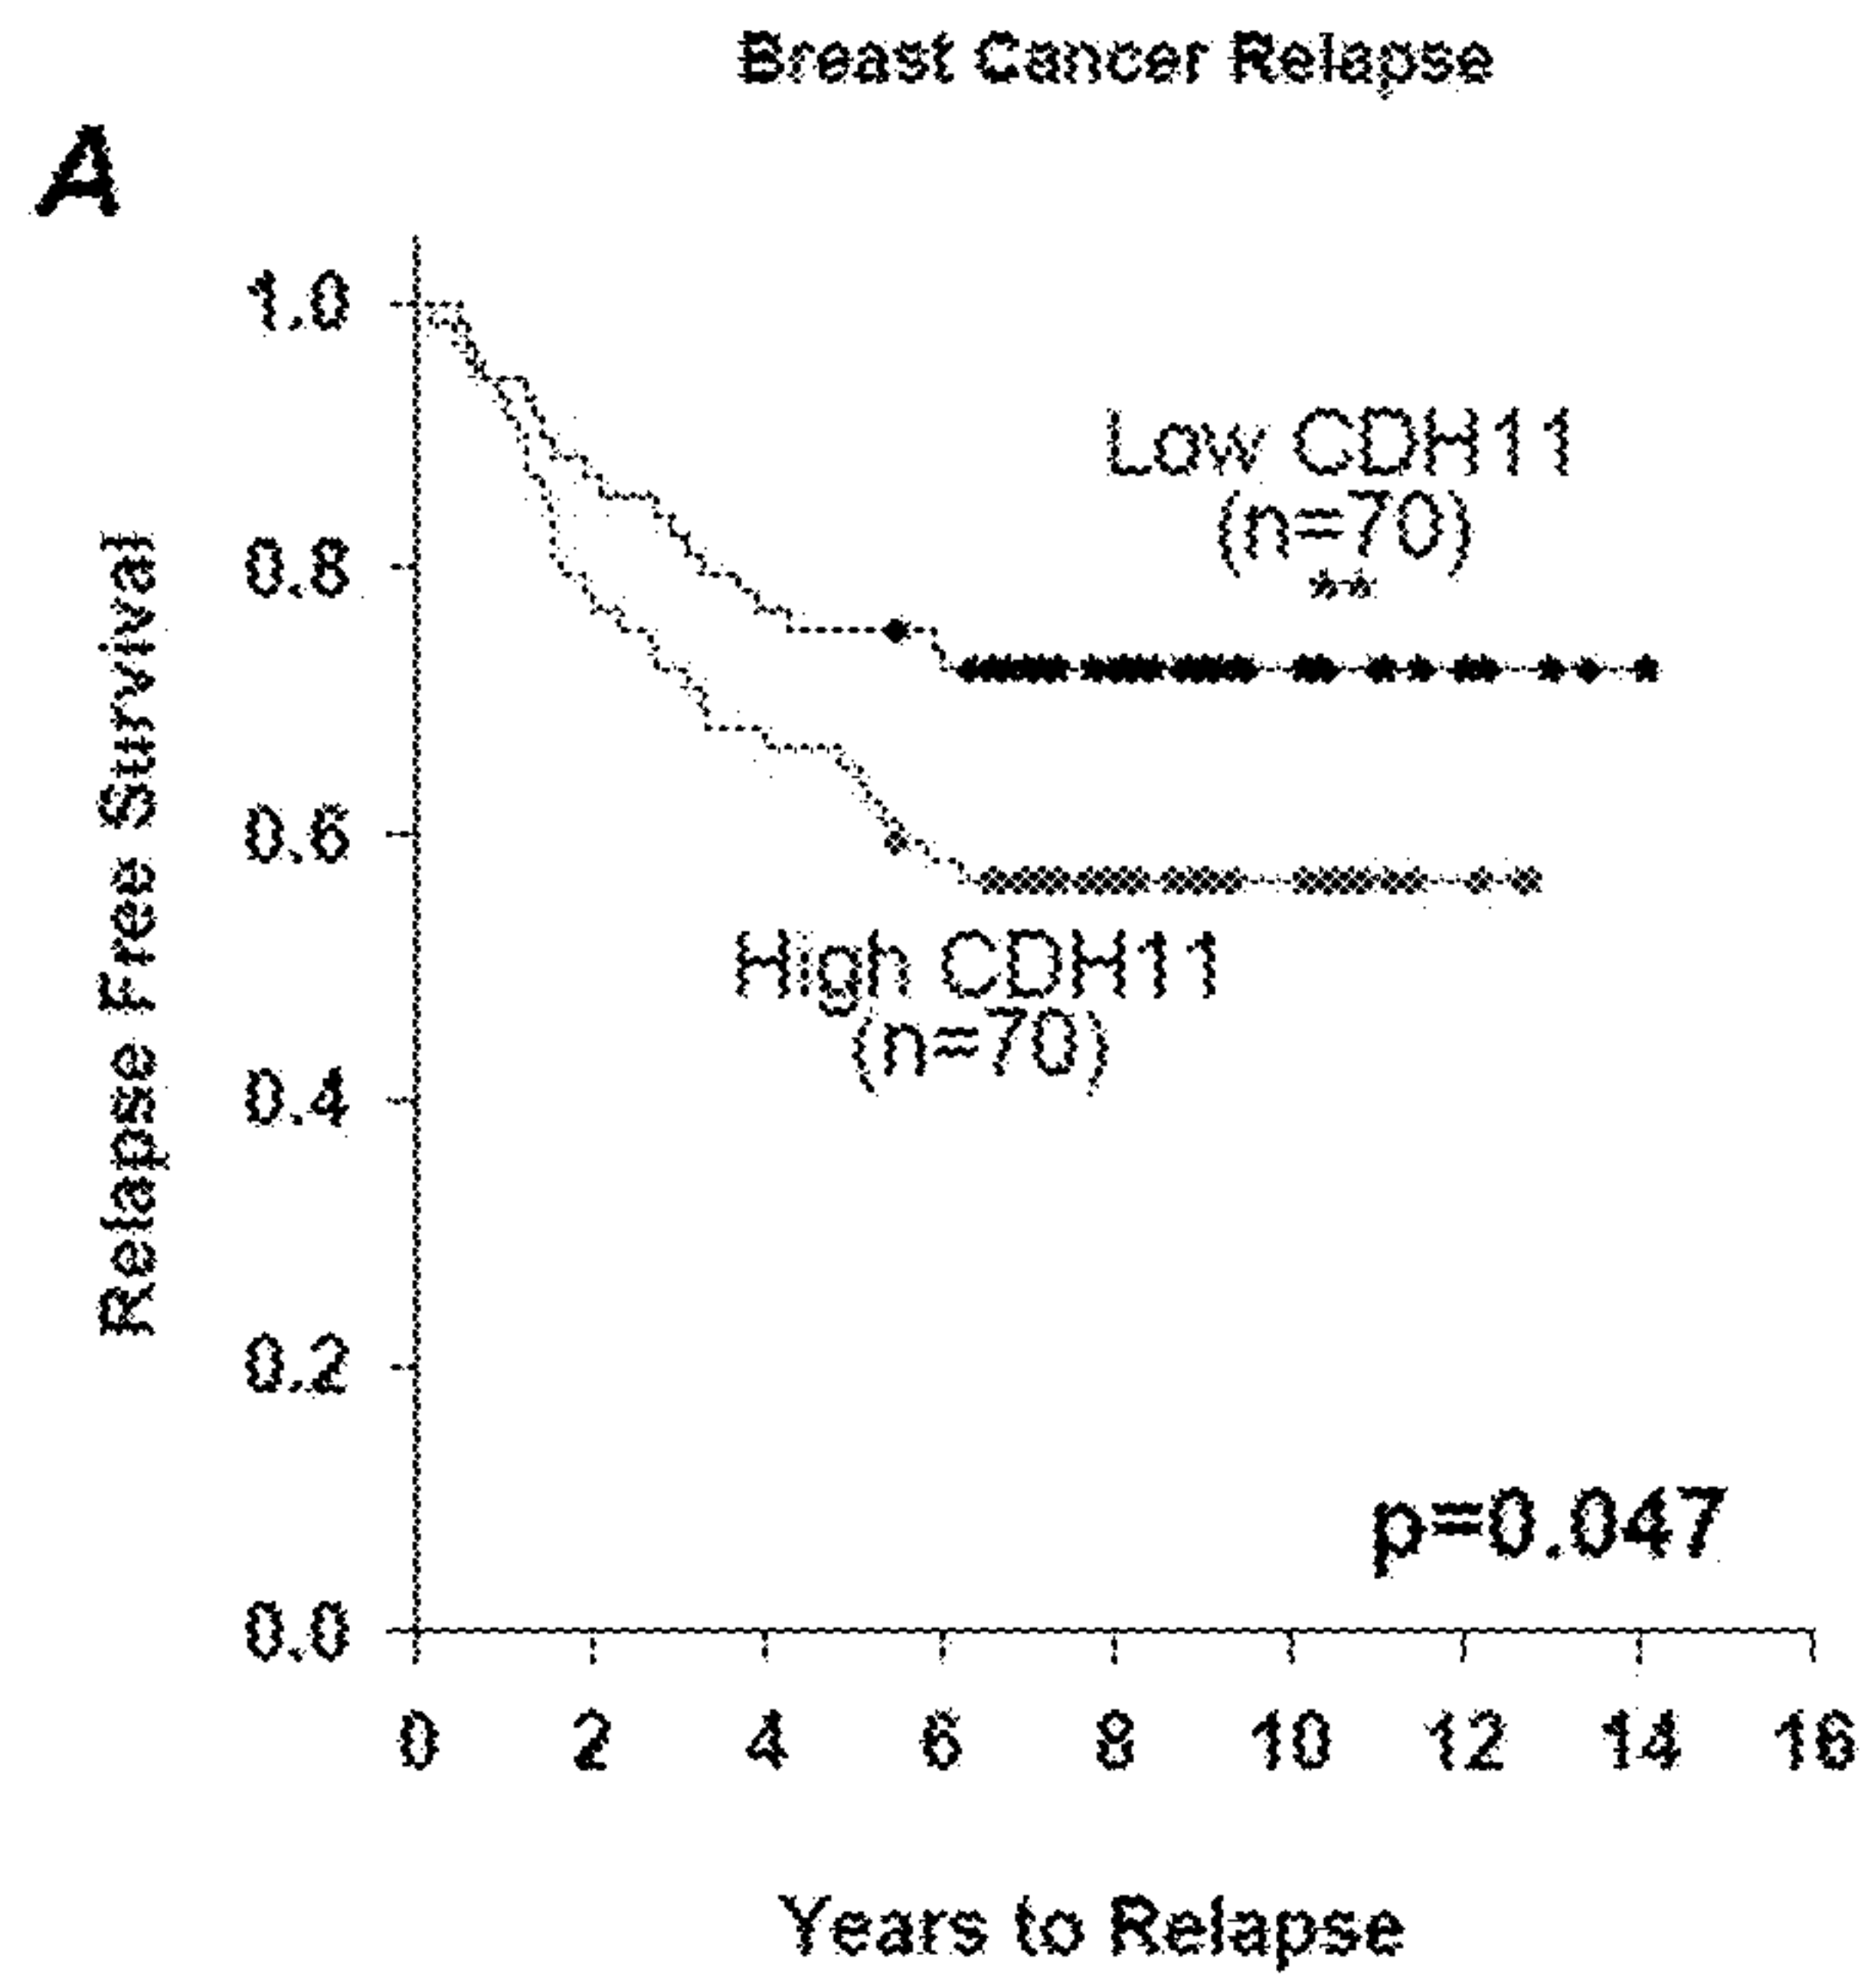 Breast Cancer Relapse
A
Relapse Free Survival
1.0
0.8
0.6
0.4
0.2
0.0
Low CDH11
(n=70)
High CDH11
(n=70)
p=0.047
0 2 4 6 8 10 12 14 16
Years to Relapse